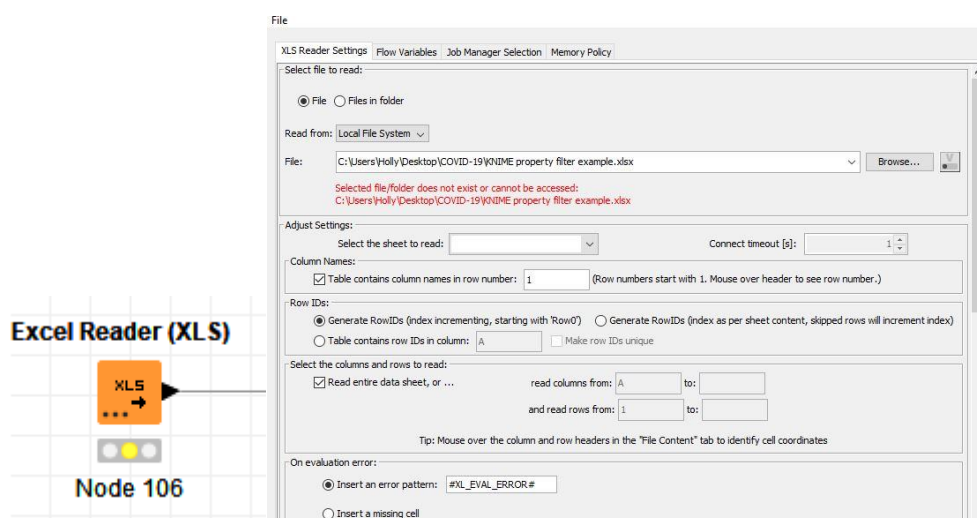 File
XLS Reader Settings Flow Variables Job Manager Selection Memory Policy
Select file to read:
File Files in folder
Read from: Local File System
File: C:\Users\Holly\Desktop\COVID-19\KNIME property filter example.xlsx Browse...
Selected file/folder does not exist or cannot be accessed:
C:\Users\Holly\Desktop\COVID-19\KNIME property filter example.xlsx
Adjust Settings:
Select the sheet to read: Connect timeout [s]: 1
Column Names:
Table contains column names in row number: 1 (Row numbers start with 1. Mouse over header to see row number.)
Row IDs:
Generate RowIDs (index incrementing, starting with 'Row0') Generate RowIDs (index as per sheet content, skipped rows will increment index)
Table contains row IDs in column: A Make row IDs unique
Select the columns and rows to read:
Read entire data sheet, or ... read columns from: A to:
and read rows from: 1 to:
Tip: Mouse over the column and row headers in the "File Content" tab to identify cell coordinates
On evaluation error:
Insert an error pattern: #XL_EVAL_ERROR#
Insert a missing cell
Excel Reader (XLS)
XLS
Node 106